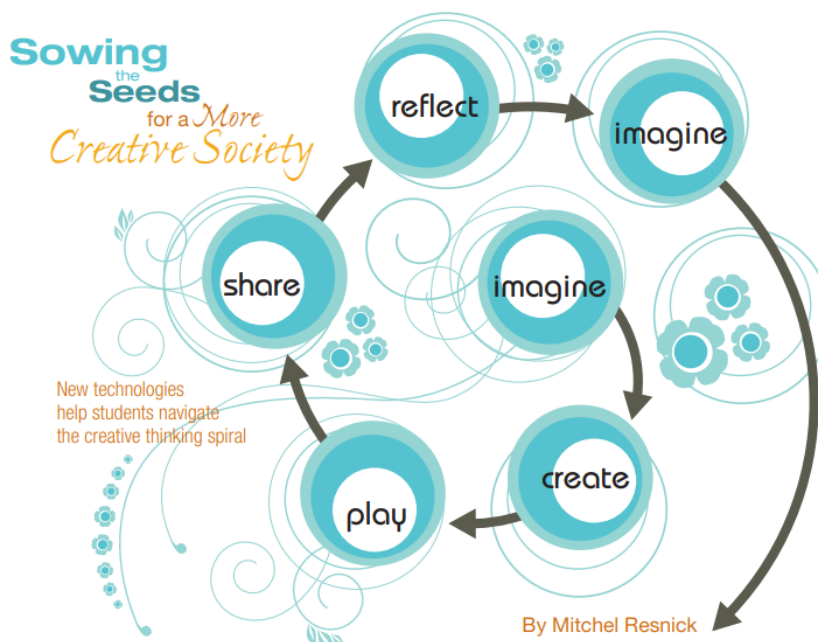 Sowing
the
Seeds
for a More
Creative Society
reflect
imagine
share
imagine
New technologies
help students navigate
the creative thinking spiral
create
play
By Mitchel Resnick